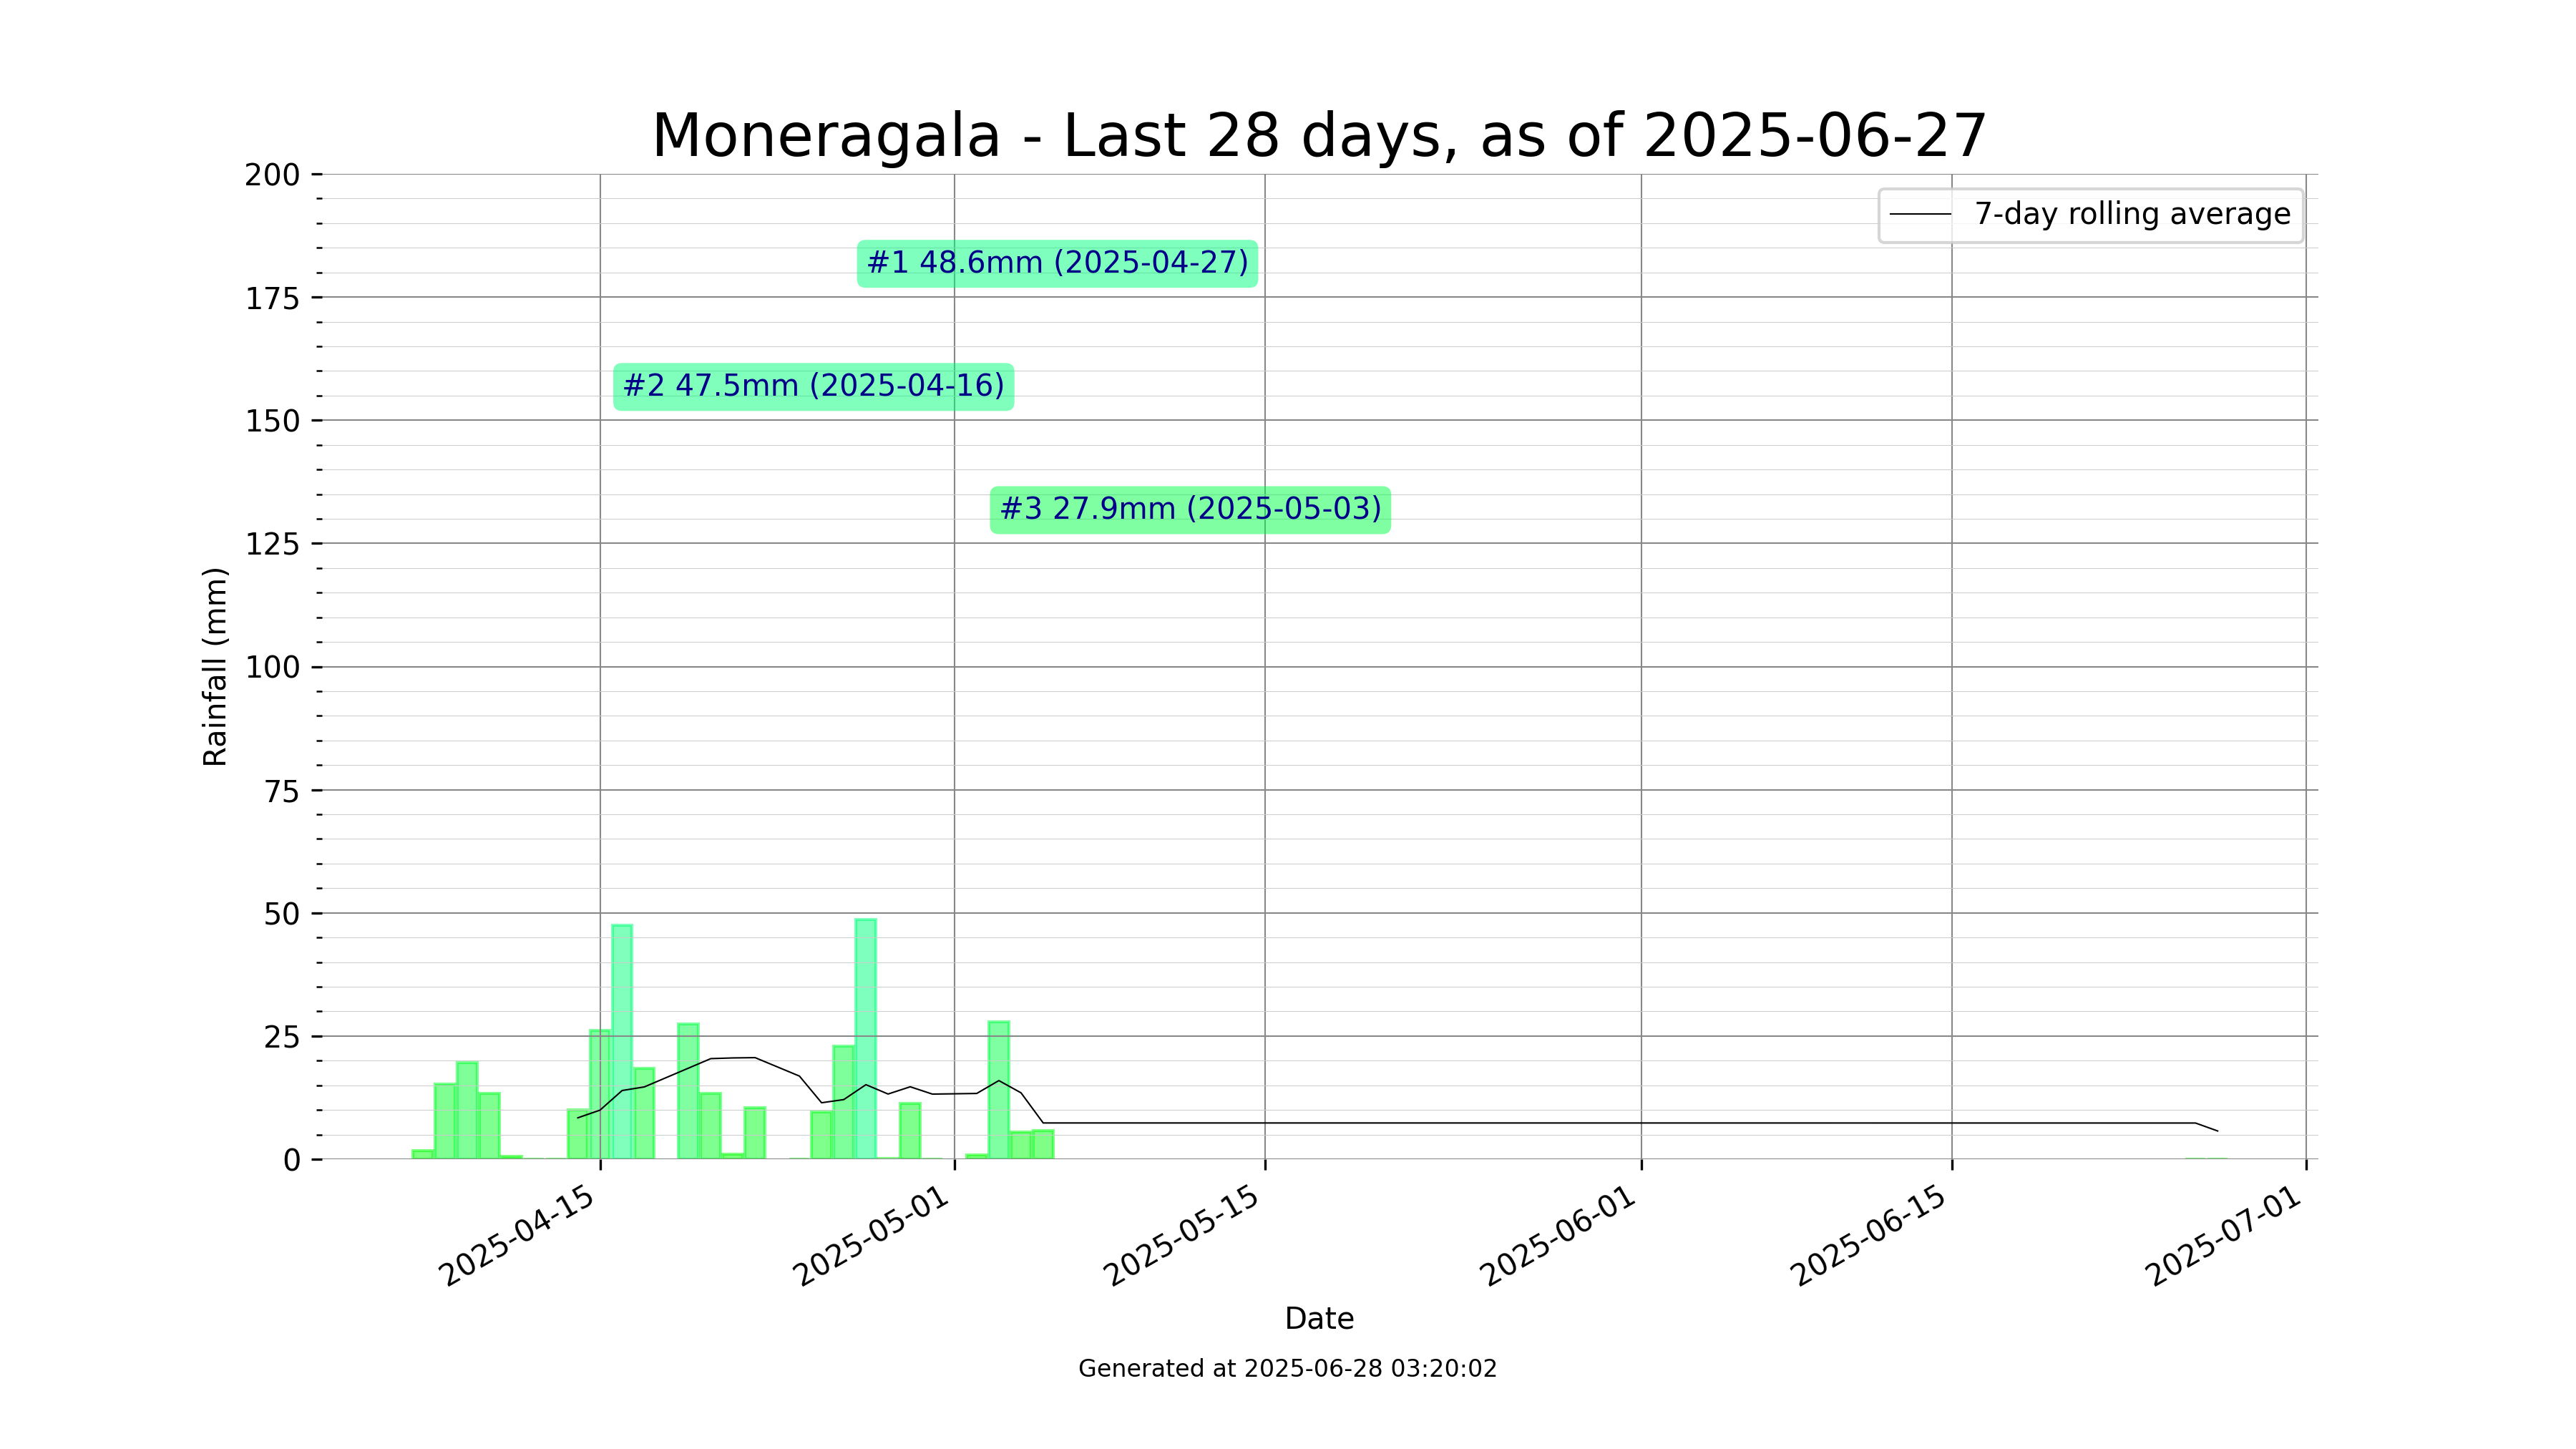 Moneragala - Last 28 days, as of 2025-06-27
7-day rolling average
#1 48.6mm (2025-04-27)
#2 47.5mm (2025-04-16)
#3 27.9mm (2025-05-03)
Rainfall (mm)
200
175
150
125
100
75
50
25
0
2025-04-15
2025-05-01
2025-05-15
2025-06-01
2025-06-15
2025-07-01
Date
Generated at 2025-06-28 03:20:02